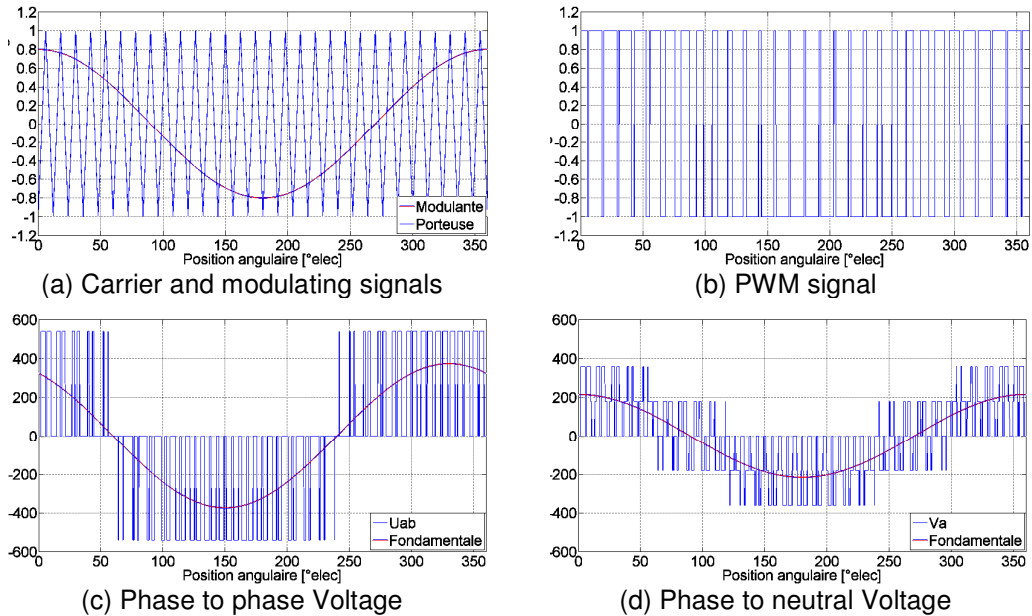 1.2
1
0.8
0.6
0.4
0.2
0
-0.2
-0.4
-0.6
-0.8
-1
-1.2
0 50 100 150 200 250 300 350
Position angulaire [°elec]
Modulante
Porteuse
(a) Carrier and modulating signals
1.2
1
0.8
0.6
0.4
0.2
0
-0.2
-0.4
-0.6
-0.8
-1
-1.2
0 50 100 150 200 250 300 350
Position angulaire [°elec]
(b) PWM signal
600
400
200
0
-200
-400
-600
0 50 100 150 200 250 300 350
Position angulaire [°elec]
Uab
Fondamentale
(c) Phase to phase Voltage
600
400
200
0
-200
-400
-600
0 50 100 150 200 250 300 350
Position angulaire [°elec]
Va
Fondamentale
(d) Phase to neutral Voltage